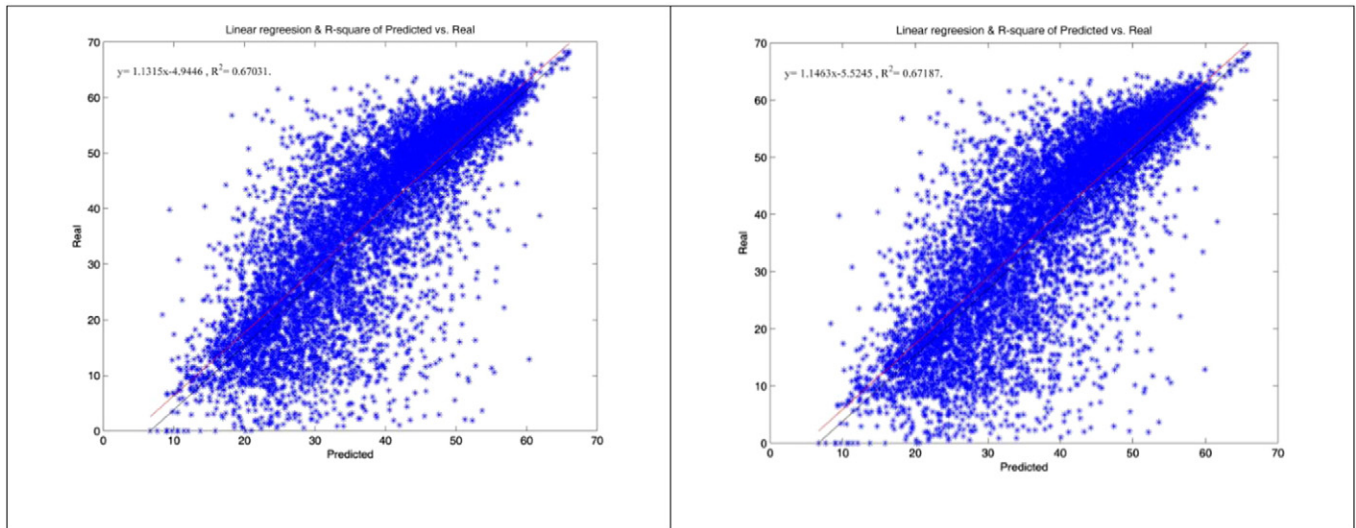 Linear regreesion & R-square of Predicted vs. Real
y= 1.1315x-4.9446 , R²= 0.67031.
70
60
50
40
30
20
10
0
Real
0 10 20 30 40 50 60 70
Predicted
Linear regreesion & R-square of Predicted vs. Real
y= 1.1463x-5.5245 , R²= 0.67187.
70
60
50
40
30
20
10
0
Real
0 10 20 30 40 50 60 70
Predicted